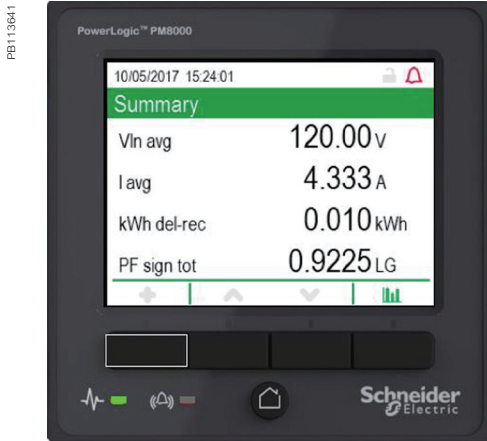 PB113641
PowerLogic™ PM8000
10/05/2017 15:24:01
Summary
Vln avg 120.00 V
I avg 4.333 A
kWh del-rec 0.010 kWh
PF sign tot 0.9225 LG
Schneider
Electric